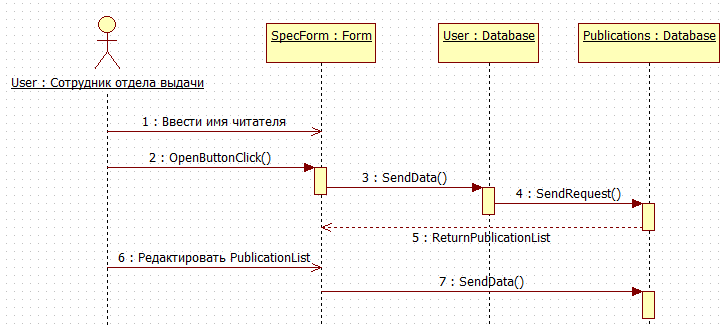 SpecForm : Form
User : Database
Publications : Database
User : Сотрудник отдела выдачи
1 : Ввести имя читателя
2 : OpenButtonClick()
3 : SendData()
4 : SendRequest()
5 : ReturnPublicationList
6 : Редактировать PublicationList
7 : SendData()